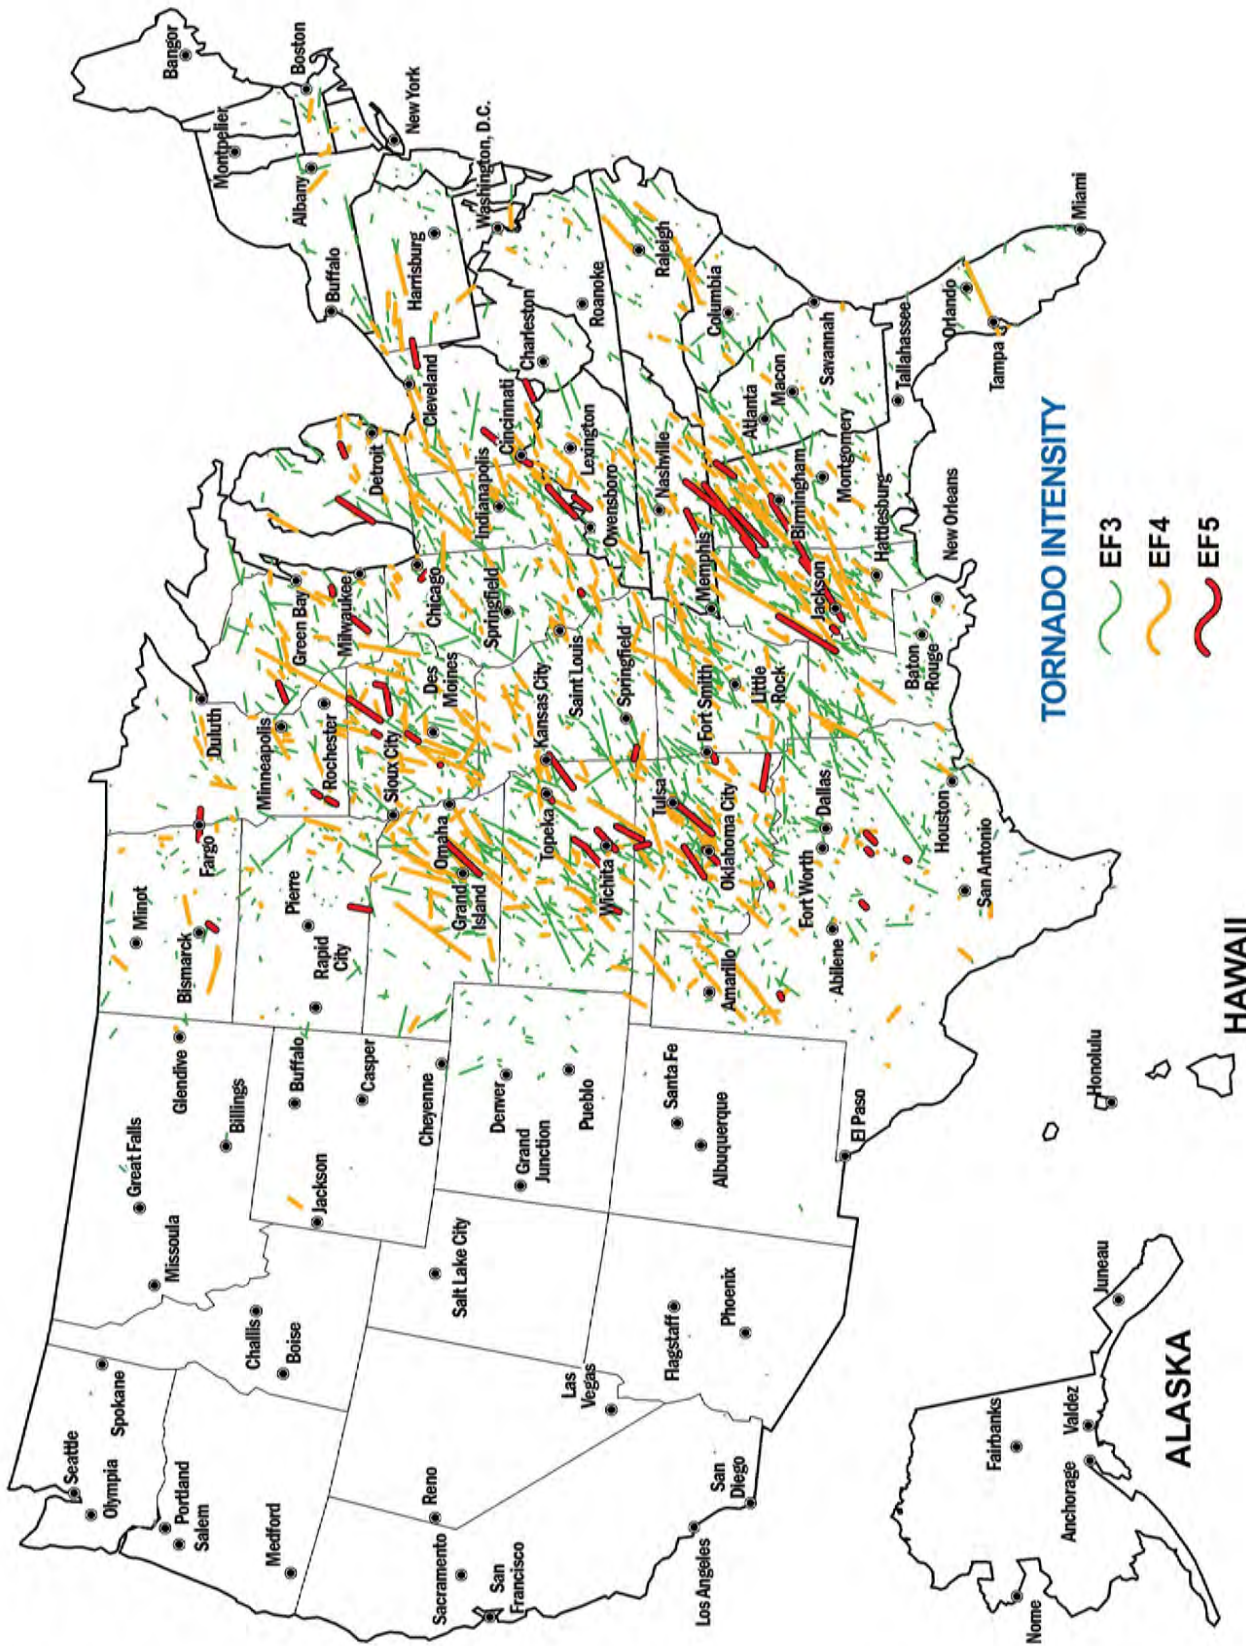 Seattle
Olympia
Spokane
Portland
Salem
Medford
Missoula
Great Falls
Glendive
Billings
Challis
Boise
Buffalo
Jackson
Casper
Cheyenne
Reno
Sacramento
San
Francisco
Los Angeles
San
Diego
Las
Vegas
Salt Lake City
Flagstaff
Phoenix
Denver
Grand
Junction
Pueblo
Santa Fe
Albuquerque
El Paso
Minot
Bismarck
Fargo
Pierre
Rapid
City
Duluth
Minneapolis
Rochester
Sioux City
Omaha
Grand
Island
Des
Moines
Green Bay
Milwaukee
Chicago
Springfield
Topeka
Kansas City
Wichita
Saint Louis
Springfield
Tulsa
Oklahoma City
Fort Smith
Little
Rock
Amarillo
Abilene
Fort Worth
Dallas
Houston
San Antonio
Baton
Rouge
New Orleans
Jackson
Hattiesburg
Memphis
Nashville
Birmingham
Montgomery
Atlanta
Macon
Savannah
Columbia
Tallahassee
Orlando
Tampa
Miami
Detroit
Cleveland
Indianapolis
Cincinnati
Lexington
Owensboro
Charleston
Roanoke
Raleigh
Washington, D.C.
Harrisburg
Buffalo
Albany
New York
Montpelier
Boston
Bangor
TORNADO INTENSITY
EF3
EF4
EF5
Fairbanks
Nome
Anchorage
Valdez
Juneau
ALASKA
Honolulu
HAWAII